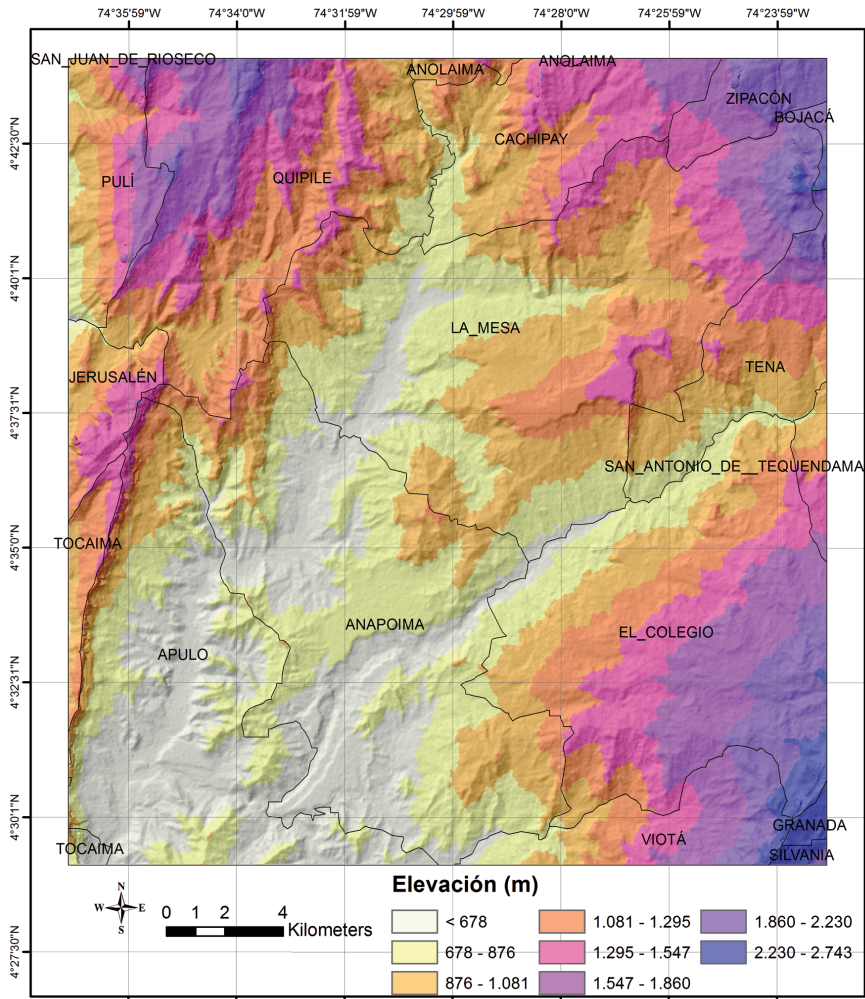 74°35'59"W 74°34'0"W 74°31'59"W 74°29'59"W 74°28'0"W 74°25'59"W 74°23'59"W
SAN_JUAN_DE_RIOSECO
ANOLAIMA
ANOLAIMA
ZIPACÓN
BOJACÁ
CACHIPAY
4°42'30"N
PULÍ
QUIPILE
4°40'1"N
LA_MESA
TENA
JERUSALÉN
4°37'31"N
SAN_ANTONIO_DE__TEQUENDAMA
TOCAIMA
4°35'0"N
ANAPOIMA
EL_COLEGIO
APULO
4°32'31"N
4°30'1"N
GRANADA
VIOTÁ
TOCAIMA
SILVANIA
Elevación (m)
N
W E
S
0 1 2 4
Kilometers
< 678
678 - 876
876 - 1.081
1.081 - 1.295
1.295 - 1.547
1.547 - 1.860
1.860 - 2.230
2.230 - 2.743
4°27'30"N